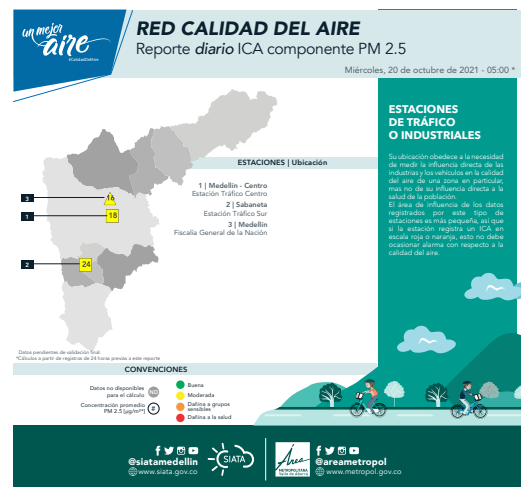 un mejor
aire
#CalidadDelAire
RED CALIDAD DEL AIRE
Reporte diario ICA componente PM 2.5
Miércoles, 20 de octubre de 2021 - 05:00 *
ESTACIONES | Ubicación
1 | Medellín - Centro
Estación Tráfico Centro
2 | Sabaneta
Estación Tráfico Sur
3 | Medellín
Fiscalía General de la Nación
3
16
1
18
2
24
ESTACIONES
DE TRÁFICO
O INDUSTRIALES
Su ubicación obedece a la necesidad
de medir la influencia directa de las
industrias y los vehículos en la calidad
del aire de una zona en particular,
mas no de su influencia directa a la
salud de la población.
El área de influencia de los datos
registrados por este tipo de
estaciones es más pequeña, así que
si la estación registra un ICA en
escala roja o naranja, esto no debe
ocasionar alarma con respecto a la
calidad del aire.
Datos pendientes de validación final.
*Cálculos a partir de registros de 24 horas previas a este reporte
CONVENCIONES
Datos no disponibles
para el cálculo
Concentración promedio
PM 2.5 [µg/m³]
#
Buena
Moderada
Dañina a grupos
sensibles
Dañina a la salud
@siatamedellin
www.siata.gov.co
SIATA
Área
METROPOLITANA
Valle de Aburrá
@areametropol
www.metropol.gov.co